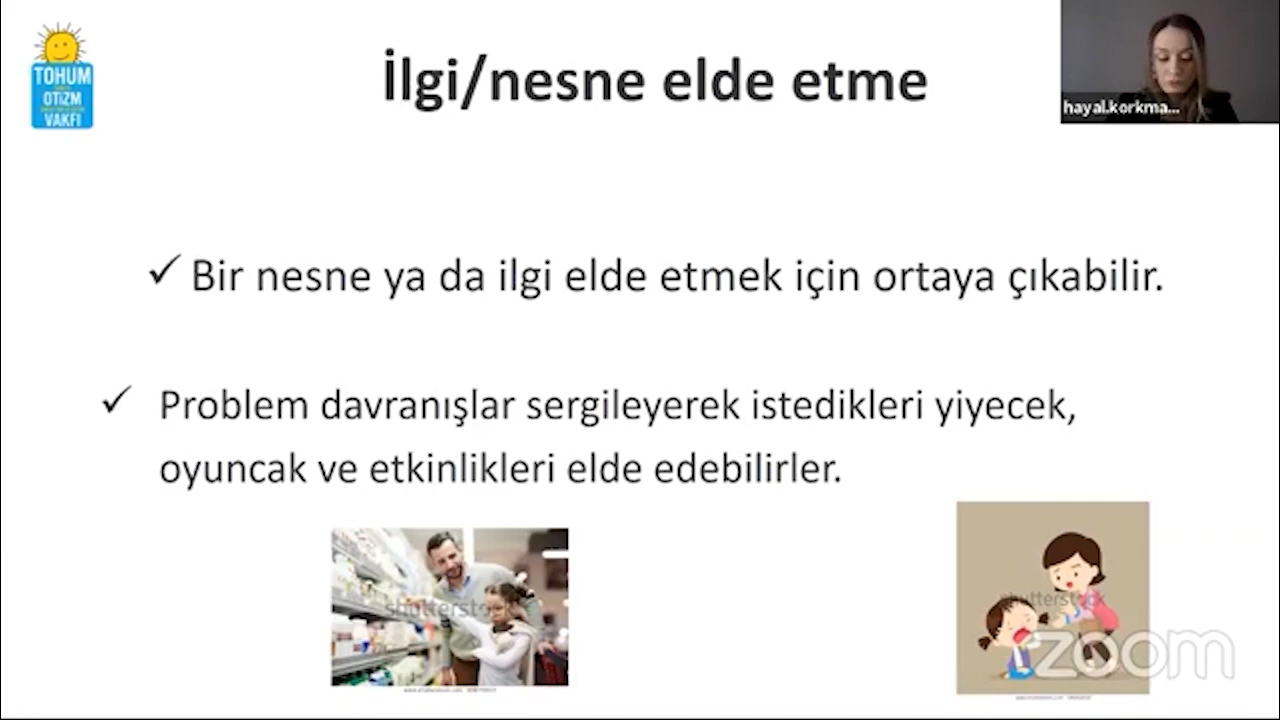 TOHUM
OTİZM
VAKFI
İlgi/nesne elde etme
hayal.korkma...
✓ Bir nesne ya da ilgi elde etmek için ortaya çıkabilir.
✓ Problem davranışlar sergileyerek istedikleri yiyecek,
oyuncak ve etkinlikleri elde edebilirler.
shutterstock
shutterstock
zoom